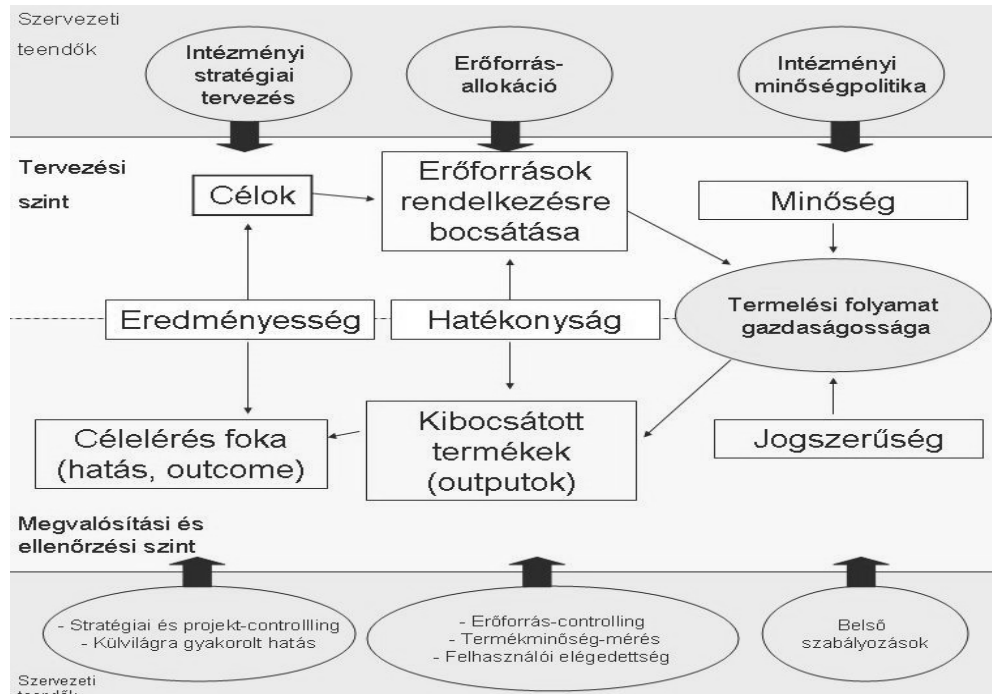 Szervezeti
teendők
Intézményi
stratégiai
tervezés
Erőforrás-
allokáció
Intézményi
minőségpolitika
Tervezési
szint
Célok
Erőforrások
rendelkezésre
bocsátása
Minőség
Eredményesség
Hatékonyság
Termelési folyamat
gazdaságossága
Célelérés foka
(hatás, outcome)
Kibocsátott
termékek
(outputok)
Jogszerűség
Megvalósítási és
ellenőrzési szint
- Stratégiai és projekt-controllling
- Külvilágra gyakorolt hatás
- Erőforrás-controlling
- Termékminőség-mérés
- Felhasználói elégedettség
Belső
szabályozások
Szervezeti
teendők